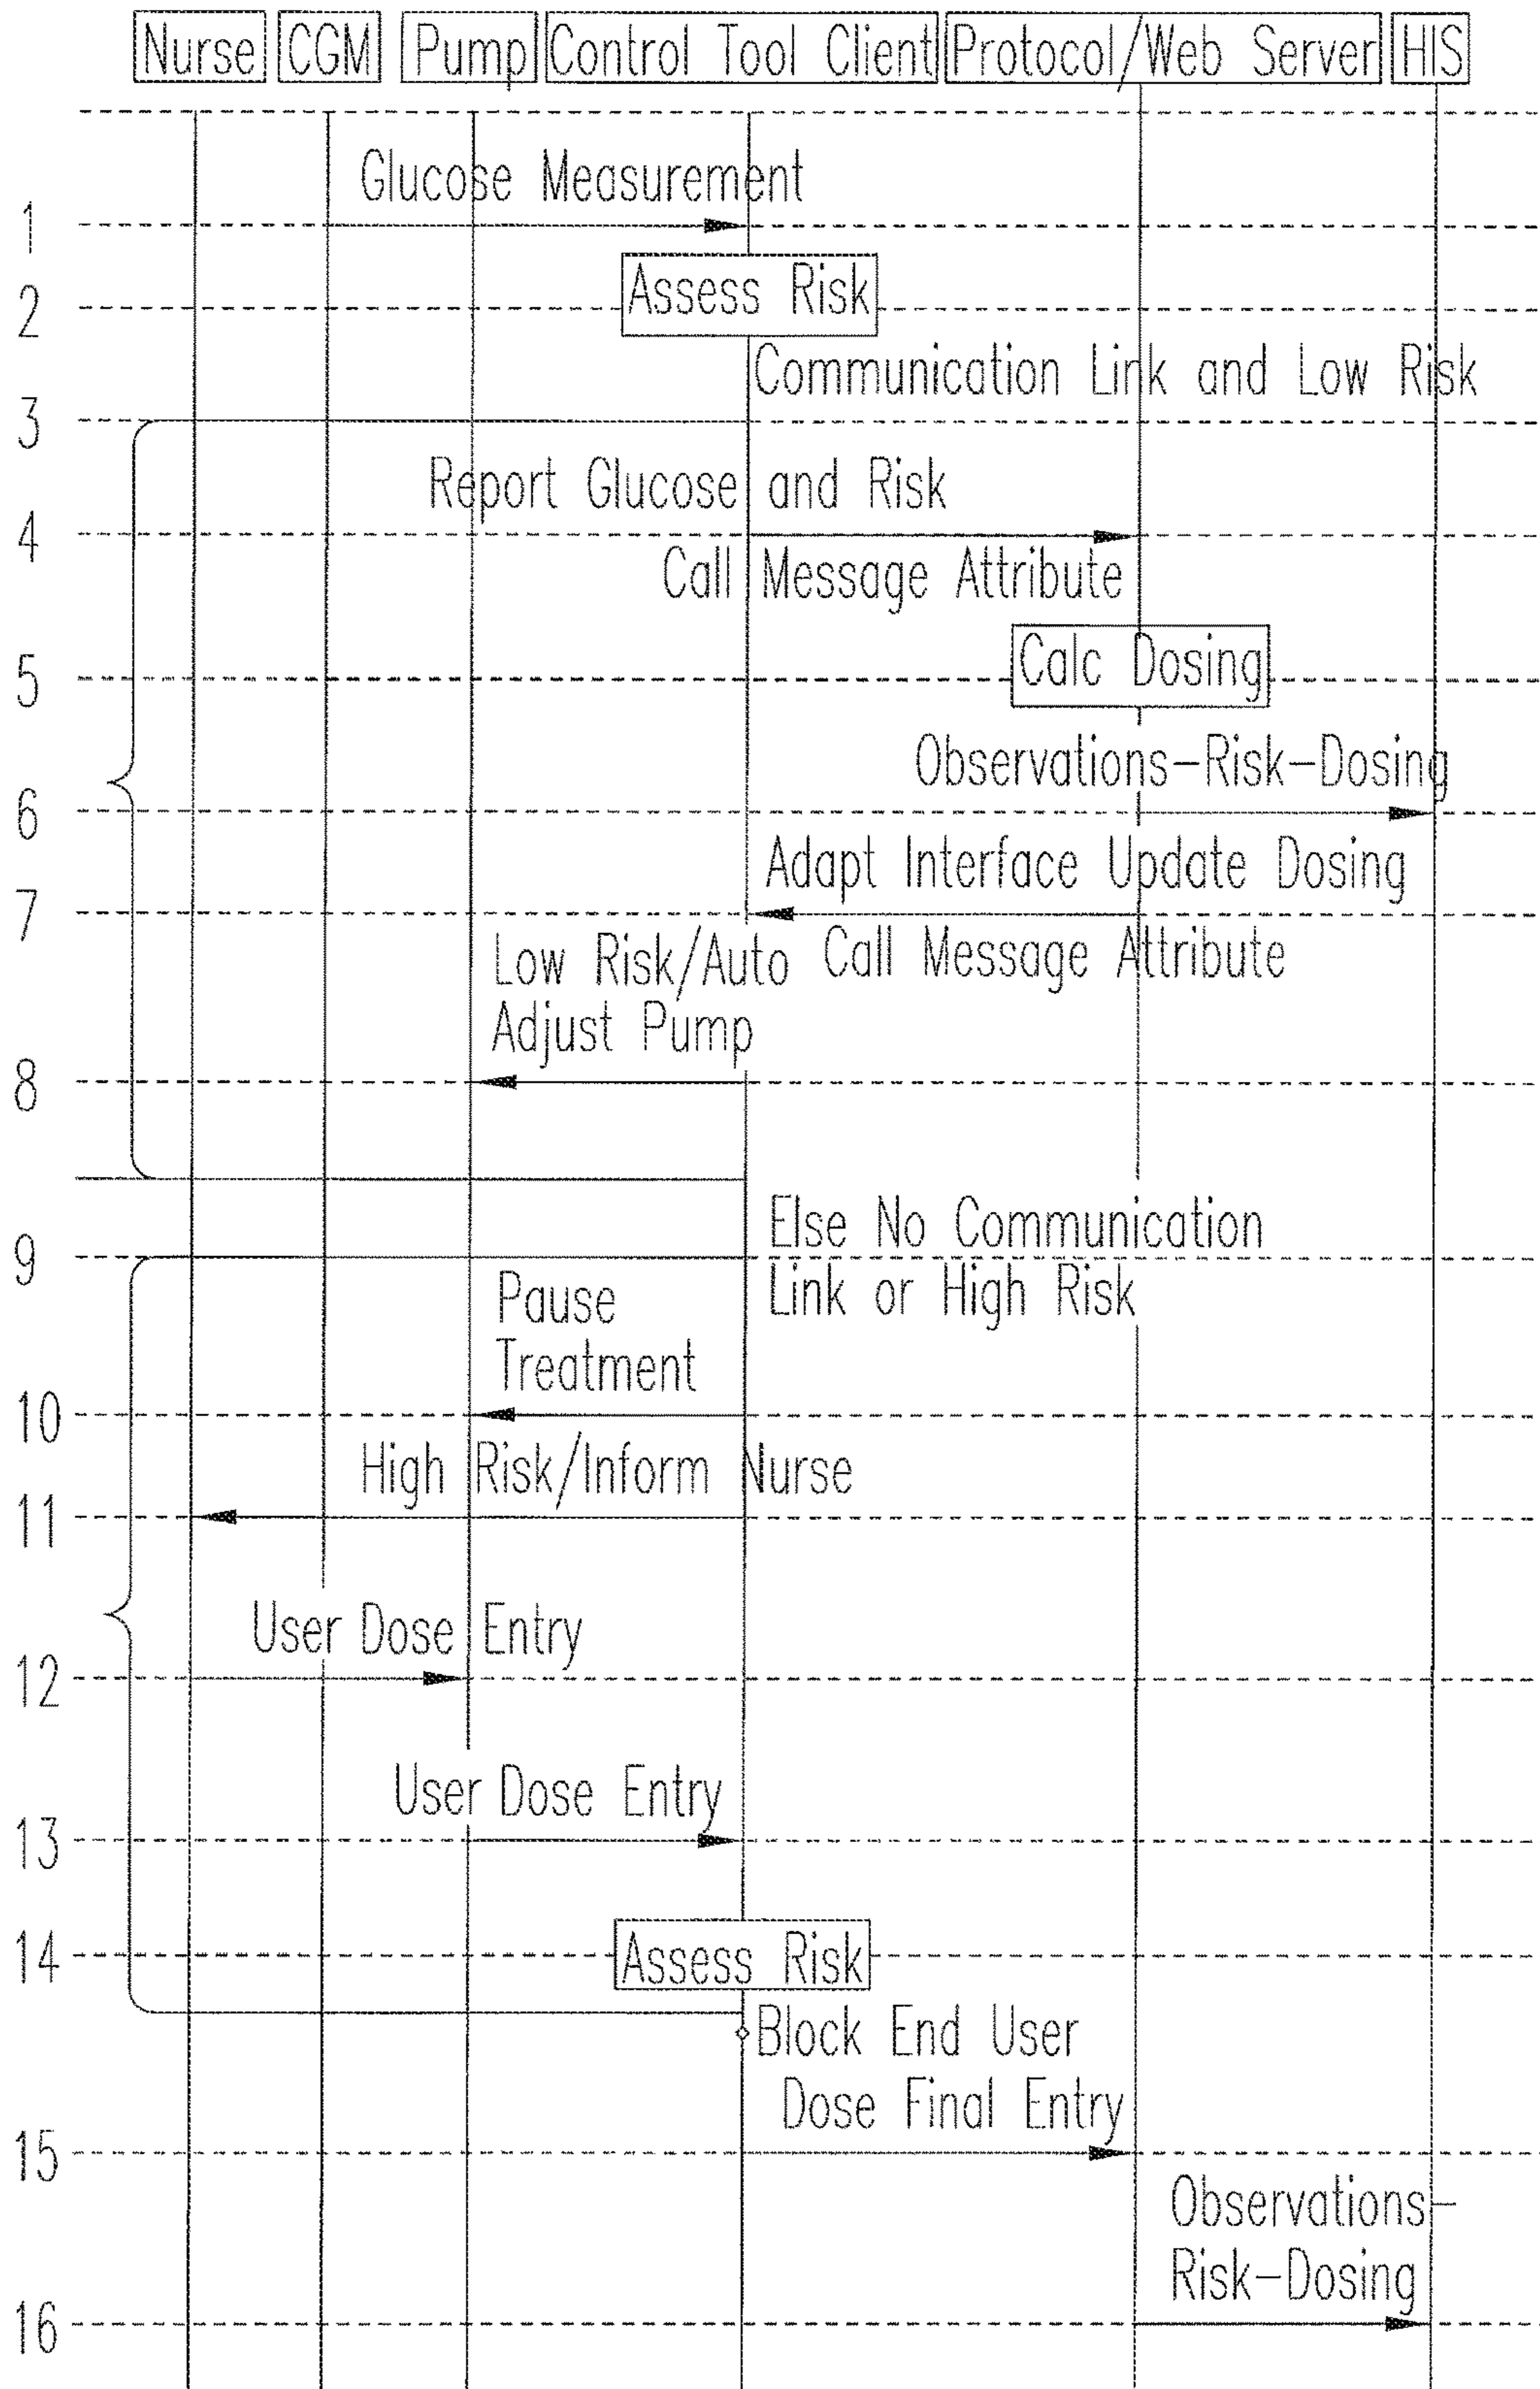 Nurse CGM Pump Control Tool Client Protocol/Web Server HIS
Glucose Measurement
1
Assess Risk
2
Communication Link and Low Risk
3
Report Glucose and Risk
4
Call Message Attribute
Calc Dosing
5
Observations-Risk-Dosing
6
Adapt Interface Update Dosing
7
Call Message Attribute
Low Risk/Auto
Adjust Pump
8
Else No Communication
9
Link or High Risk
Pause
Treatment
10
High Risk/Inform Nurse
11
User Dose Entry
12
User Dose Entry
13
Assess Risk
14
Block End User
Dose Final Entry
15
Observations-
Risk-Dosing
16